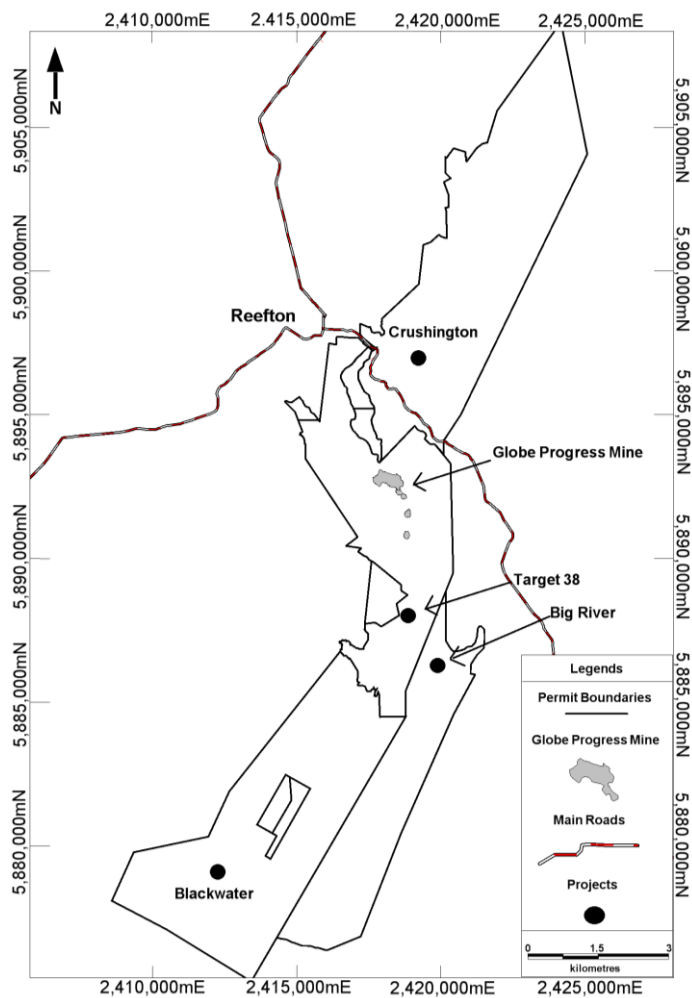 2,410,000mE 2,415,000mE 2,420,000mE 2,425,000mE
N
5,905,000mN
5,905,000mN
5,900,000mN
5,900,000mN
Reefton
Crushington
5,895,000mN
5,895,000mN
Globe Progress Mine
5,890,000mN
5,890,000mN
Target 38
Big River
5,885,000mN
5,885,000mN
Legends
Permit Boundaries
Globe Progress Mine
Main Roads
Projects
0 1.5 3
kilometres
5,880,000mN
5,880,000mN
Blackwater
2,410,000mE 2,415,000mE 2,420,000mE 2,425,000mE